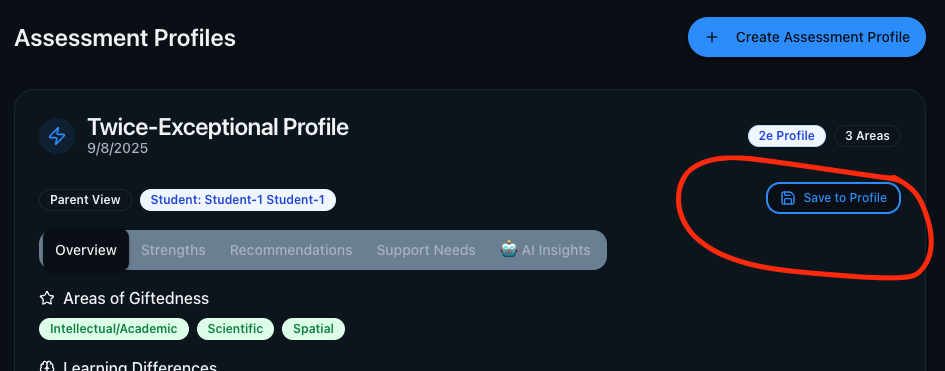 Assessment Profiles
+ Create Assessment Profile
Twice-Exceptional Profile
9/8/2025
2e Profile
3 Areas
Parent View
Student: Student-1 Student-1
Save to Profile
Overview Strengths Recommendations Support Needs 🤖 AI Insights
Areas of Giftedness
Intellectual/Academic Scientific Spatial
Learning Differences